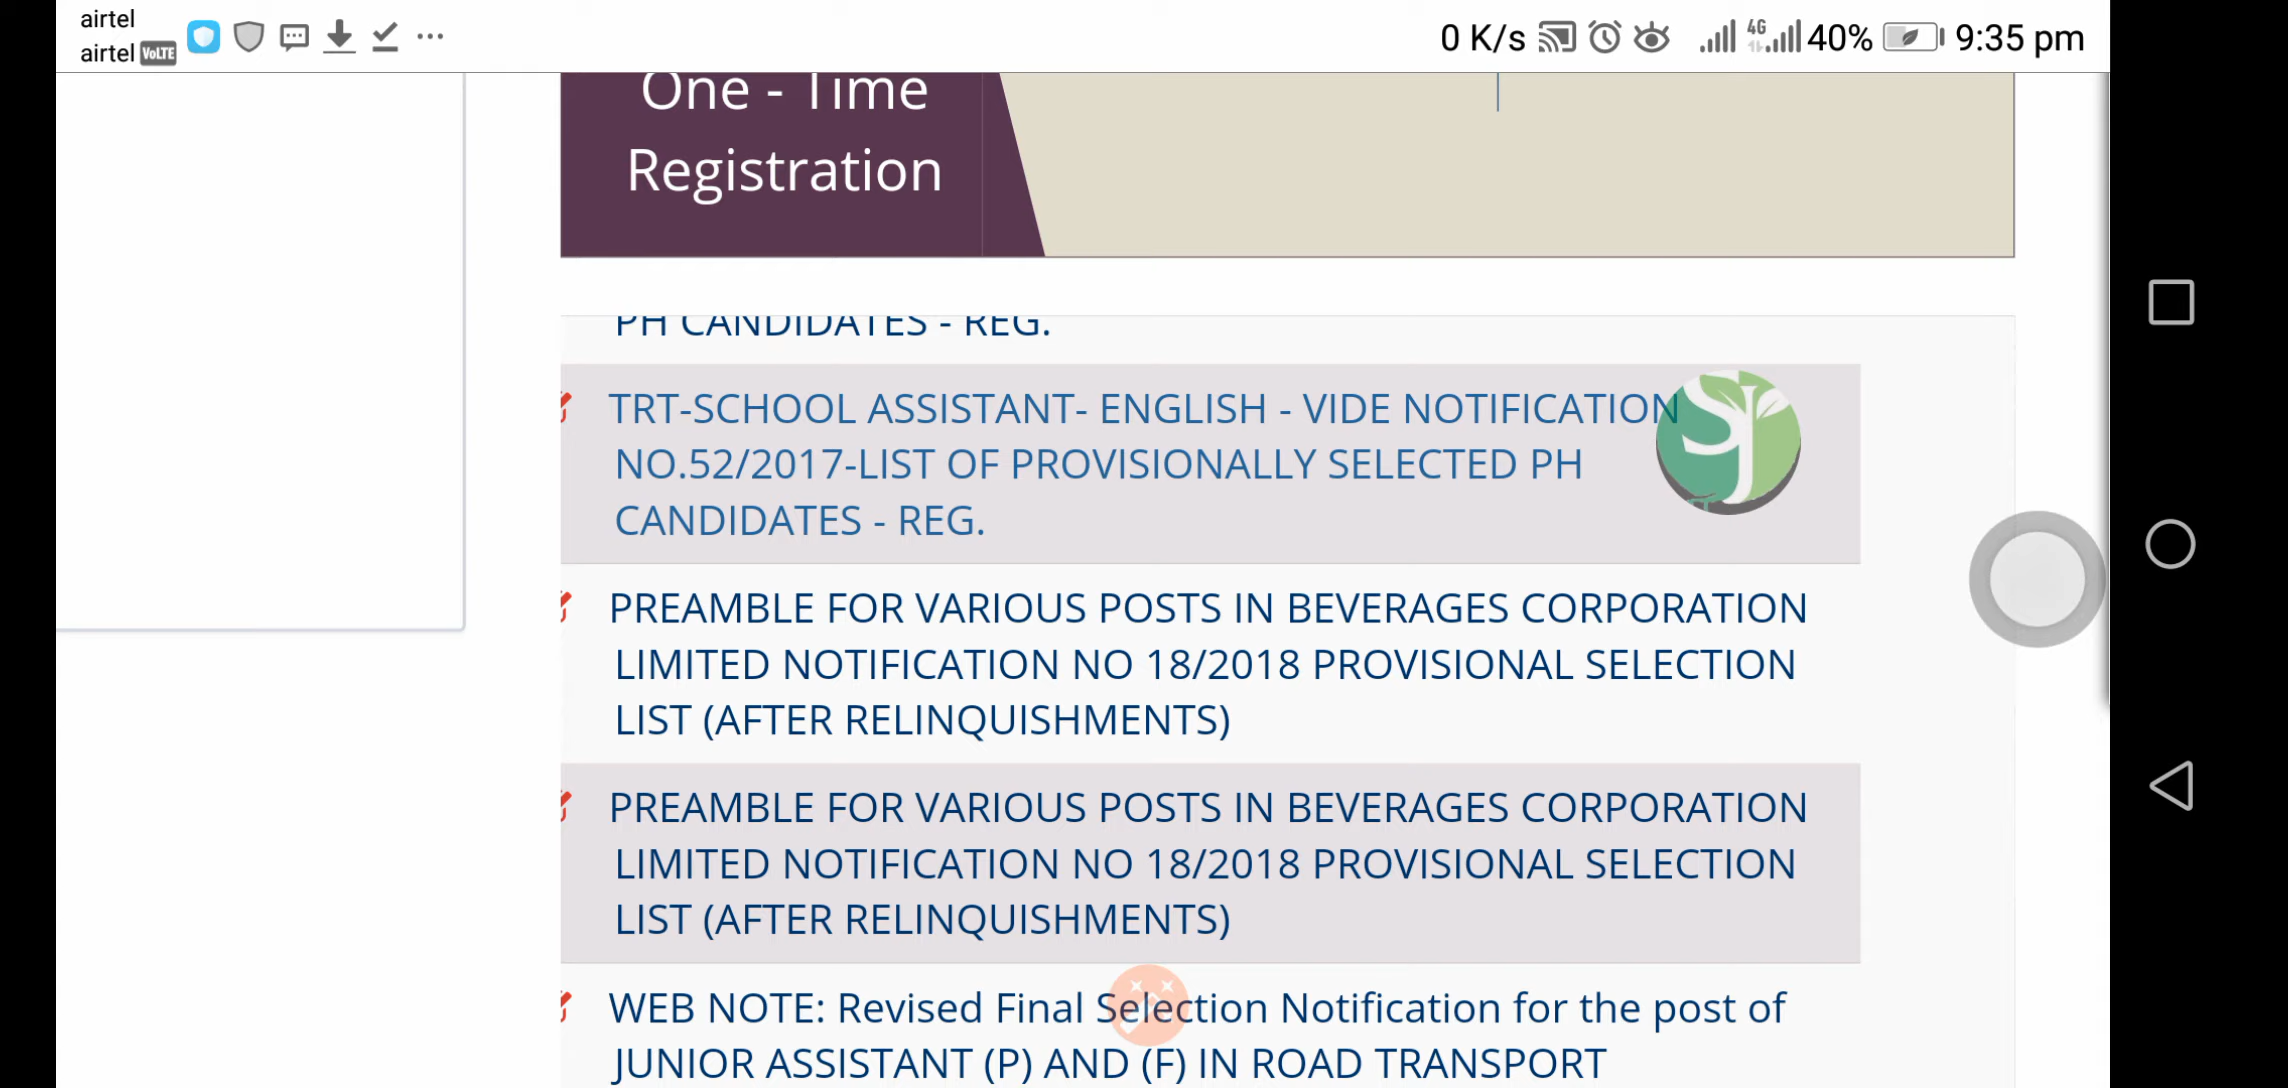 airtel
airtel VoLTE
0 K/s 4G 40% 9:35 pm
One - Time
Registration
PH CANDIDATES - REG.
TRT-SCHOOL ASSISTANT- ENGLISH - VIDE NOTIFICATION
NO.52/2017-LIST OF PROVISIONALLY SELECTED PH
CANDIDATES - REG.
PREAMBLE FOR VARIOUS POSTS IN BEVERAGES CORPORATION
LIMITED NOTIFICATION NO 18/2018 PROVISIONAL SELECTION
LIST (AFTER RELINQUISHMENTS)
PREAMBLE FOR VARIOUS POSTS IN BEVERAGES CORPORATION
LIMITED NOTIFICATION NO 18/2018 PROVISIONAL SELECTION
LIST (AFTER RELINQUISHMENTS)
WEB NOTE: Revised Final Selection Notification for the post of
JUNIOR ASSISTANT (P) AND (F) IN ROAD TRANSPORT